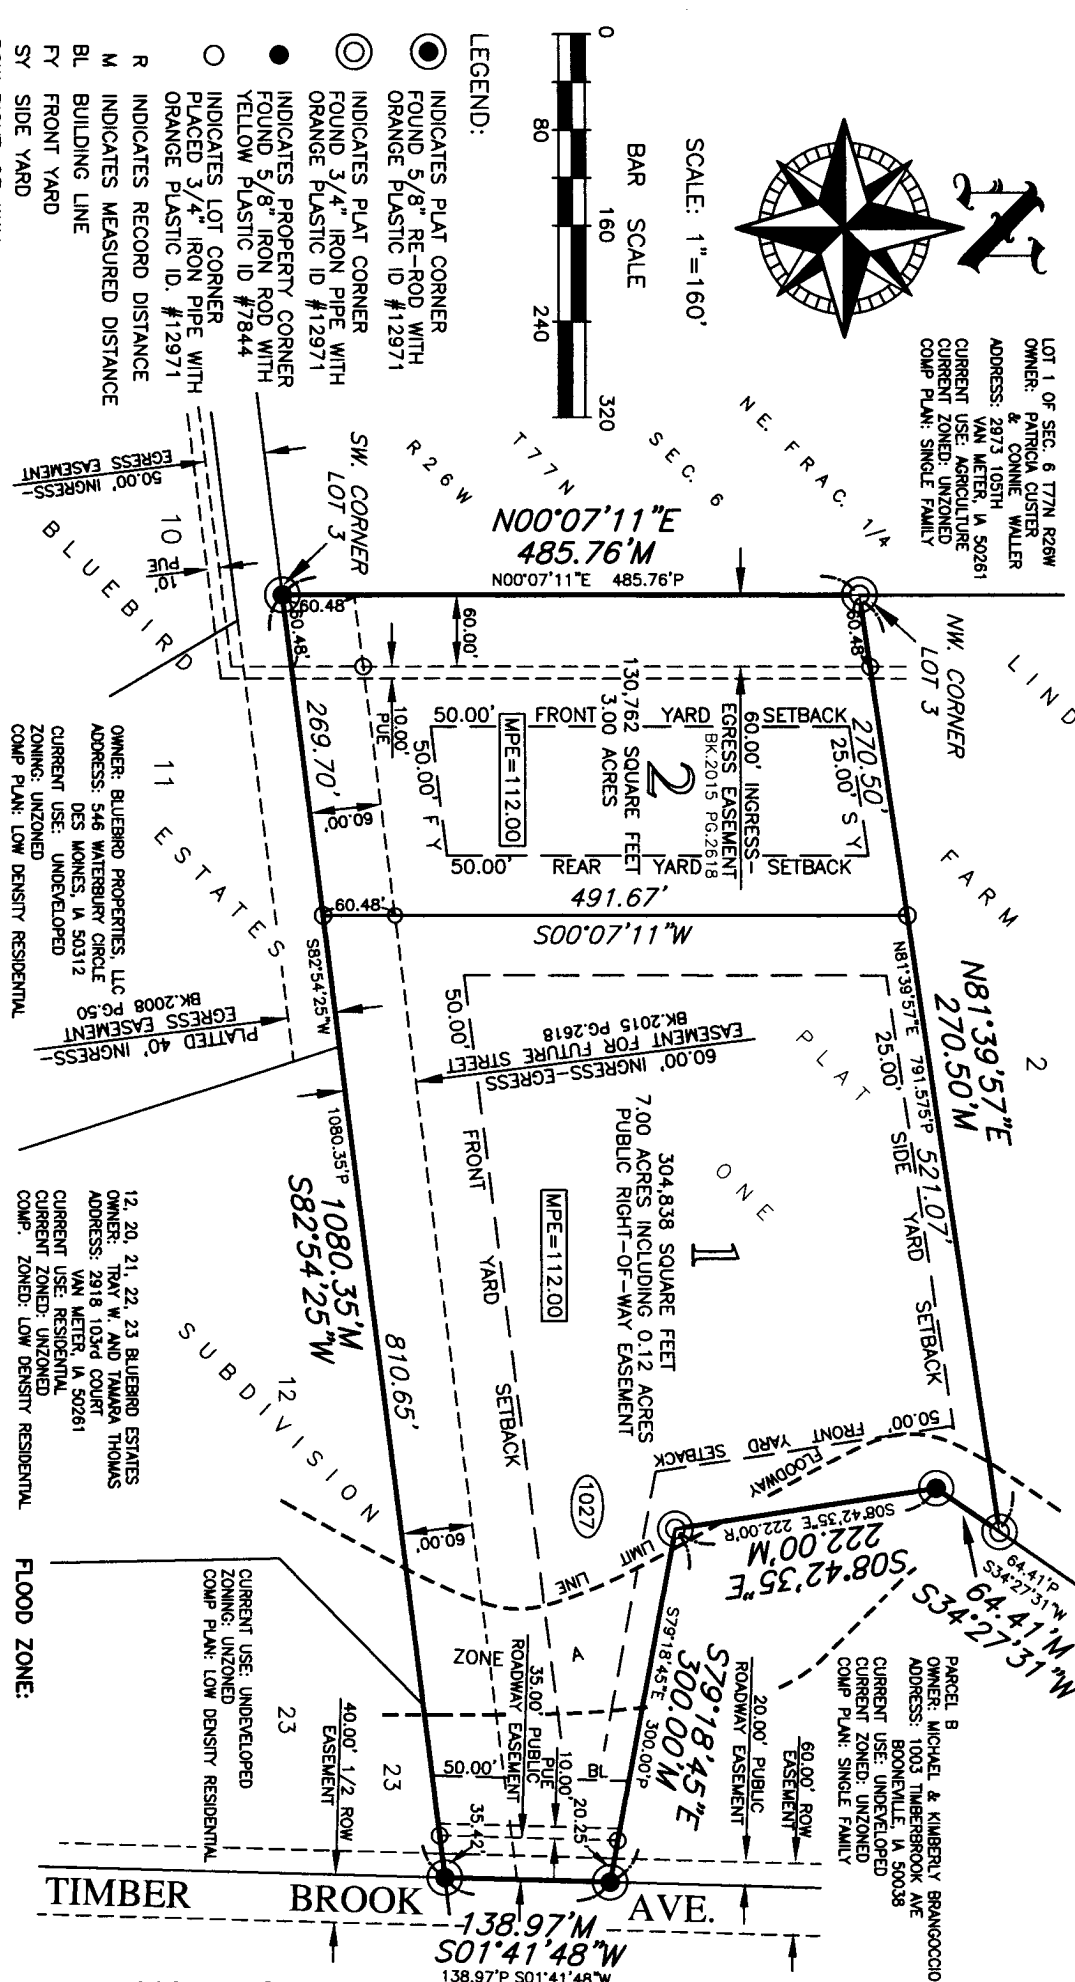 N
SCALE: 1"=160'
BAR SCALE
0 80 160 240 320
LEGEND:
INDICATES PLAT CORNER
FOUND 5/8" RE-ROD WITH
ORANGE PLASTIC ID #12971
INDICATES PLAT CORNER
FOUND 3/4" IRON PIPE WITH
ORANGE PLASTIC ID #12971
INDICATES PROPERTY CORNER
FOUND 5/8" IRON ROD WITH
YELLOW PLASTIC ID #7844
INDICATES LOT CORNER
PLACED 3/4" IRON PIPE WITH
ORANGE PLASTIC ID. #12971
R INDICATES RECORD DISTANCE
M INDICATES MEASURED DISTANCE
BL BUILDING LINE
FY FRONT YARD
SY SIDE YARD
LOT 1 OF SEC. 6 T77N R26W
OWNER: PATRICIA CUSTER
& CONNIE WALLER
ADDRESS: 2973 105TH
VAN METER, IA 50261
CURRENT USE: AGRICULTURE
CURRENT ZONED: UNZONED
COMP PLAN: SINGLE FAMILY
NE. FRAC. 1/4
SEC. 6
T77N
R26W
NW. CORNER
LOT 3
SW. CORNER
LOT 3
N00°07'11"E
485.76'M
N00°07'11"E 485.76'P
LIND
FARM
PLAT
ONE
2
60.48'
60.48'
60.48'
60.00'
270.50'
25.00' S Y
50.00' FRONT YARD SETBACK
60.00' INGRESS-
EGRESS EASEMENT
BK.2015 PG.2618
2
130,762 SQUARE FEET
3.00 ACRES
MPE=112.00
10.00'
PUE
50.00' F Y
50.00' REAR YARD SETBACK
269.70'
60.00'
60.48'
491.67'
S00°07'11"W
N81°39'57"E
270.50'M
N81°39'57"E 791.575'P
521.07'
25.00' SIDE YARD SETBACK
50.00'
60.00' INGRESS-EGRESS
EASEMENT FOR FUTURE STREET
BK.2015 PG.2618
1
304,838 SQUARE FEET
7.00 ACRES INCLUDING 0.12 ACRES
PUBLIC RIGHT-OF-WAY EASEMENT
MPE=112.00
FRONT YARD SETBACK
50.00' FRONT YARD SETBACK
FLOODWAY
LIMIT LINE
1027
S82°54'25"W
1080.35'P
1080.35'M
S82°54'25"W
810.65'
60.00'
S08°42'35"E 222.00'R
222.00'M
S08°42'35"E
64.41'P
S34°27'31"W
64.41'M
S34°27'31"W
S79°18'45"E 300.00'P
S79°18'45"E
300.00'M
ZONE A
35.00' PUBLIC
ROADWAY EASEMENT
10.00'
PUE
BL
50.00'
35.42'
20.25'
20.00' PUBLIC
ROADWAY EASEMENT
60.00' ROW
EASEMENT
40.00' 1/2 ROW
EASEMENT
PARCEL B
OWNER: MICHAEL & KIMBERLY BRANGOCCIO
ADDRESS: 1003 TIMBERBROOK AVE
BOONEVILLE, IA 50038
CURRENT USE: UNDEVELOPED
CURRENT ZONED: UNZONED
COMP PLAN: SINGLE FAMILY
TIMBER BROOK AVE.
138.97'M
S01°41'48"W
138.97'P S01°41'48"W
50.00' INGRESS-
EGRESS EASEMENT
10'
PUE
10
BLUEBIRD
11
ESTATES
12
SUBDIVISION
23
23
OWNER: BLUEBIRD PROPERTIES, LLC
ADDRESS: 546 WATERBURY CIRCLE
DES MOINES, IA 50312
CURRENT USE: UNDEVELOPED
ZONING: UNZONED
COMP PLAN: LOW DENSITY RESIDENTIAL
PLATTED 40' INGRESS-
EGRESS EASEMENT
BK.2008 PG.50
12, 20, 21, 22, 23 BLUEBIRD ESTATES
OWNER: TRAY W. AND TAMARA THOMAS
ADDRESS: 2918 103rd COURT
VAN METER, IA 50261
CURRENT USE: RESIDENTIAL
CURRENT ZONED: UNZONED
COMP. ZONED: LOW DENSITY RESIDENTIAL
CURRENT USE: UNDEVELOPED
ZONING: UNZONED
COMP PLAN: LOW DENSITY RESIDENTIAL
FLOOD ZONE: